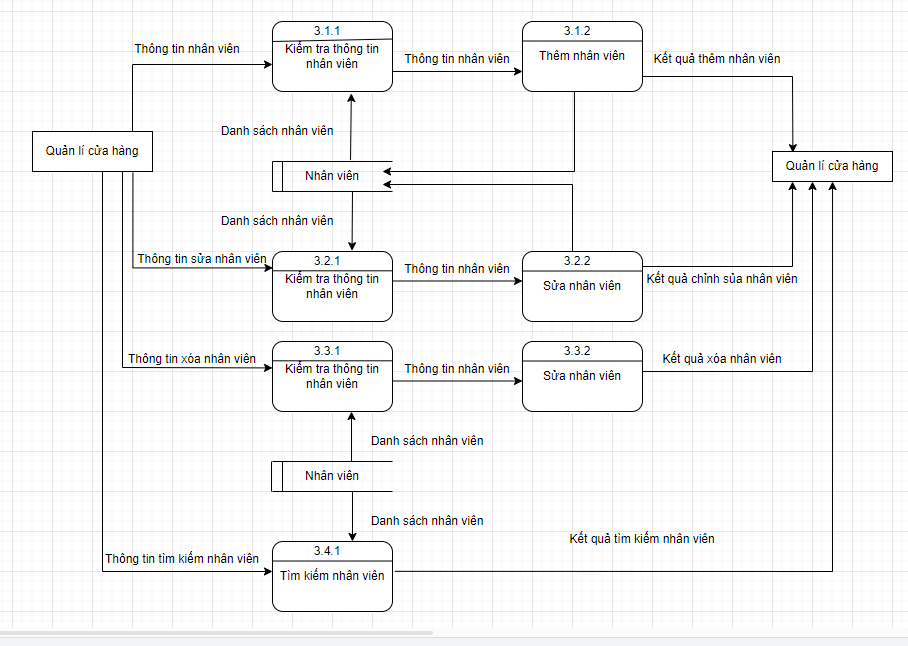 3.1.1
Kiểm tra thông tin
nhân viên
3.1.2
Thêm nhân viên
Thông tin nhân viên
Thông tin nhân viên
Kết quả thêm nhân viên
Danh sách nhân viên
Quản lí cửa hàng
Nhân viên
Quản lí cửa hàng
Danh sách nhân viên
Thông tin sửa nhân viên
3.2.1
Kiểm tra thông tin
nhân viên
Thông tin nhân viên
3.2.2
Sửa nhân viên
Kết quả chỉnh sủa nhân viên
Thông tin xóa nhân viên
3.3.1
Kiểm tra thông tin
nhân viên
Thông tin nhân viên
3.3.2
Sửa nhân viên
Kết quả xóa nhân viên
Danh sách nhân viên
Nhân viên
Danh sách nhân viên
Kết quả tìm kiếm nhân viên
Thông tin tìm kiếm nhân viên
3.4.1
Tìm kiếm nhân viên